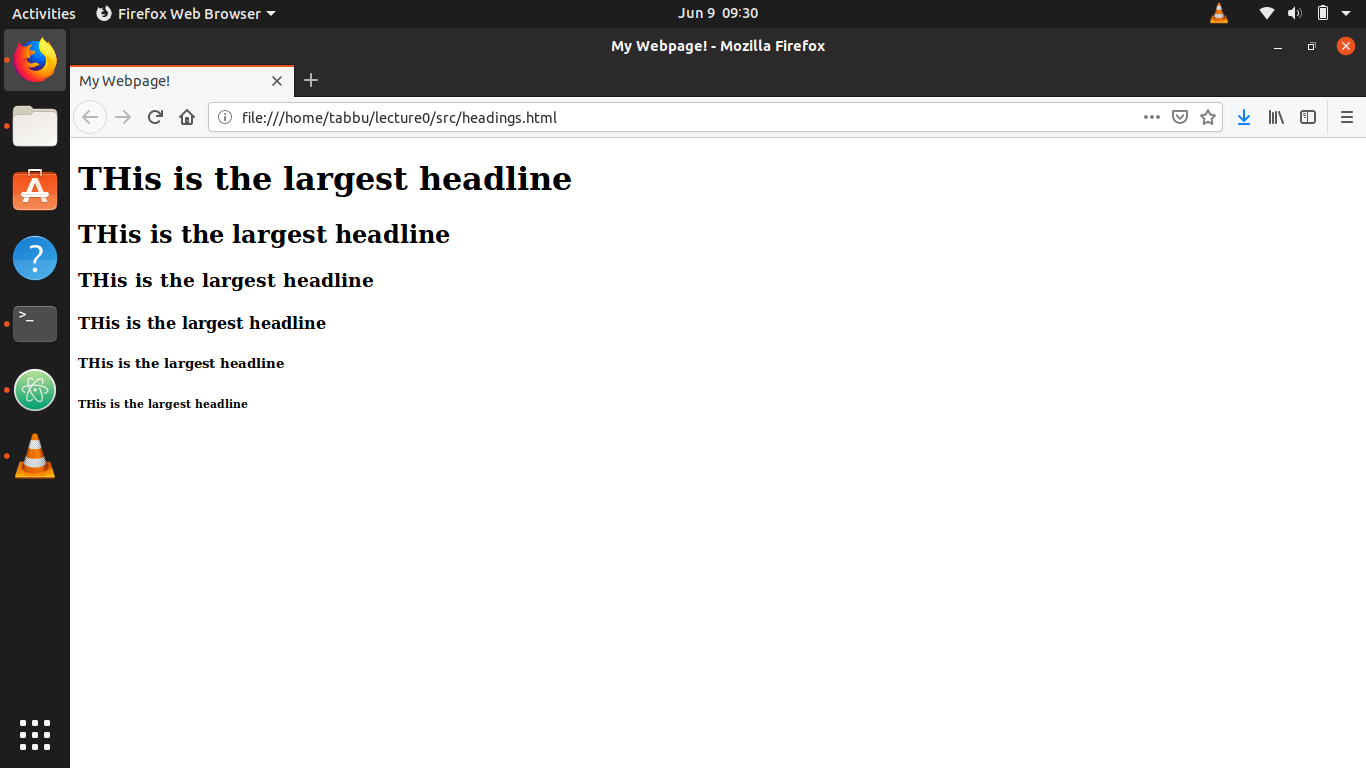 Activities Firefox Web Browser Jun 9 09:30
My Webpage! - Mozilla Firefox
My Webpage!
file:///home/tabbu/lecture0/src/headings.html
THis is the largest headline
THis is the largest headline
THis is the largest headline
THis is the largest headline
THis is the largest headline
THis is the largest headline